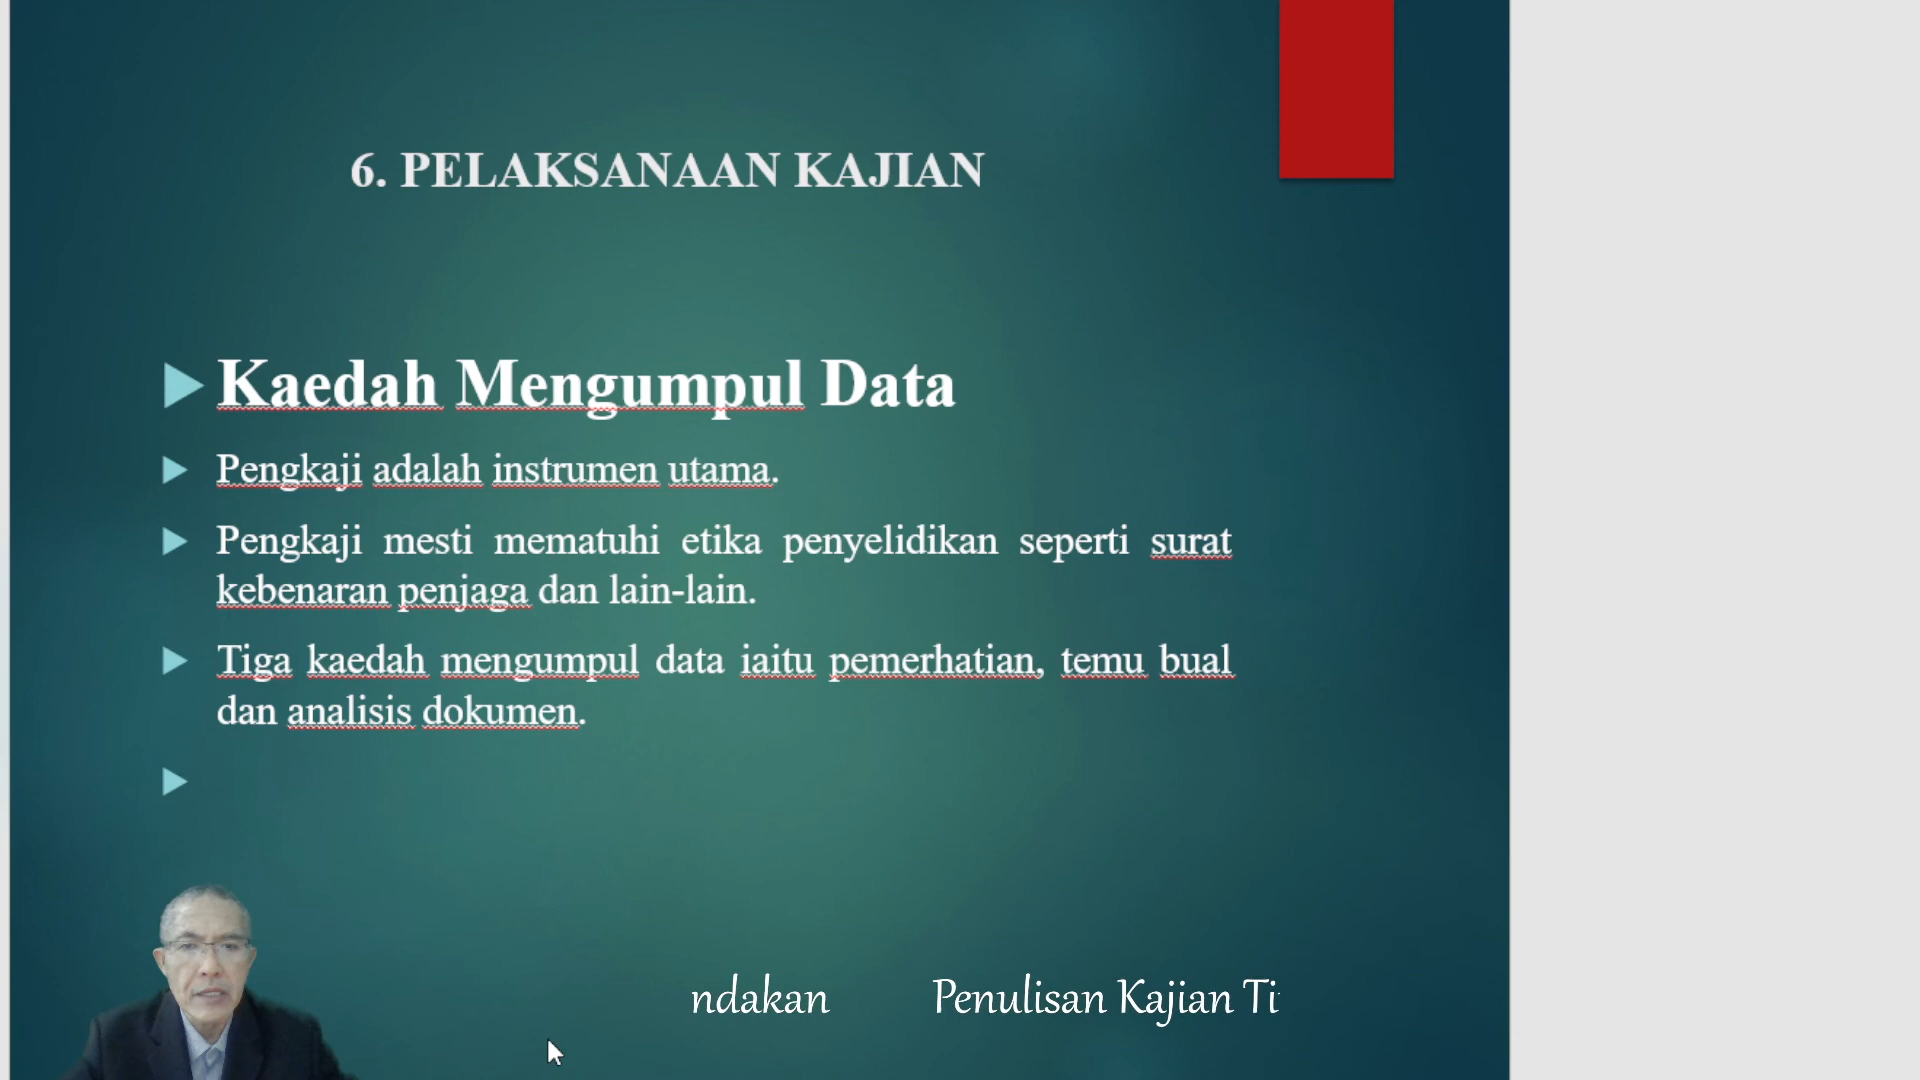 6. PELAKSANAAN KAJIAN
Kaedah Mengumpul Data
Pengkaji adalah instrumen utama.
Pengkaji mesti mematuhi etika penyelidikan seperti surat
kebenaran penjaga dan lain-lain.
Tiga kaedah mengumpul data iaitu pemerhatian, temu bual
dan analisis dokumen.
ndakan Penulisan Kajian Ti